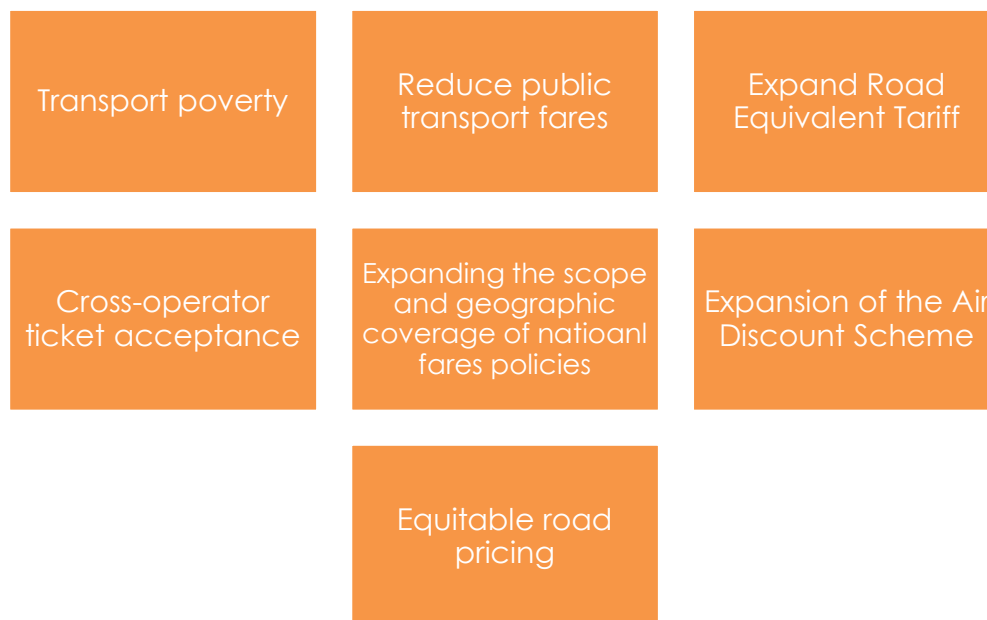 Transport poverty
Reduce public
transport fares
Expand Road
Equivalent Tariff
Cross-operator
ticket acceptance
Expanding the scope
and geographic
coverage of natioanl
fares policies
Expansion of the Air
Discount Scheme
Equitable road
pricing